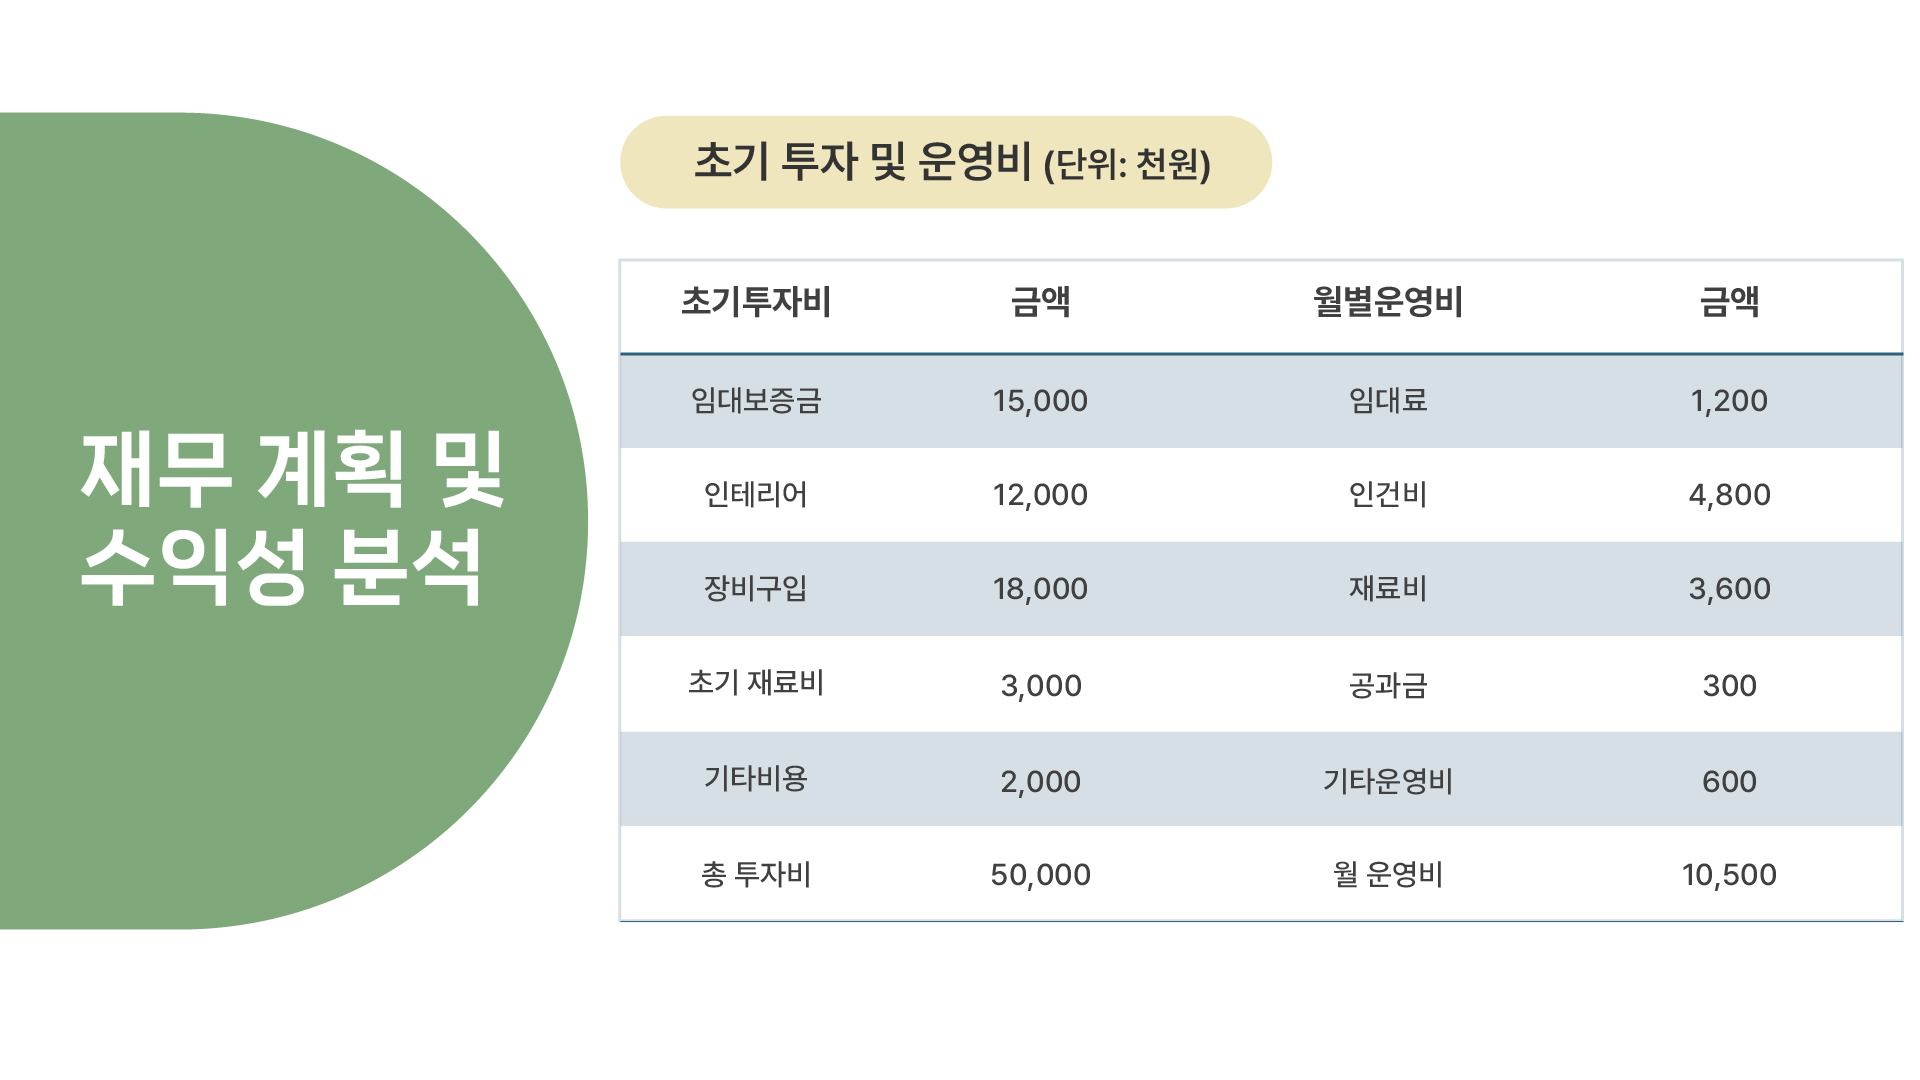 재무 계획 및
수익성 분석
초기 투자 및 운영비 (단위: 천원)
초기투자비 금액 월별운영비 금액
임대보증금 15,000 임대료 1,200
인테리어 12,000 인건비 4,800
장비구입 18,000 재료비 3,600
초기 재료비 3,000 공과금 300
기타비용 2,000 기타운영비 600
총 투자비 50,000 월 운영비 10,500